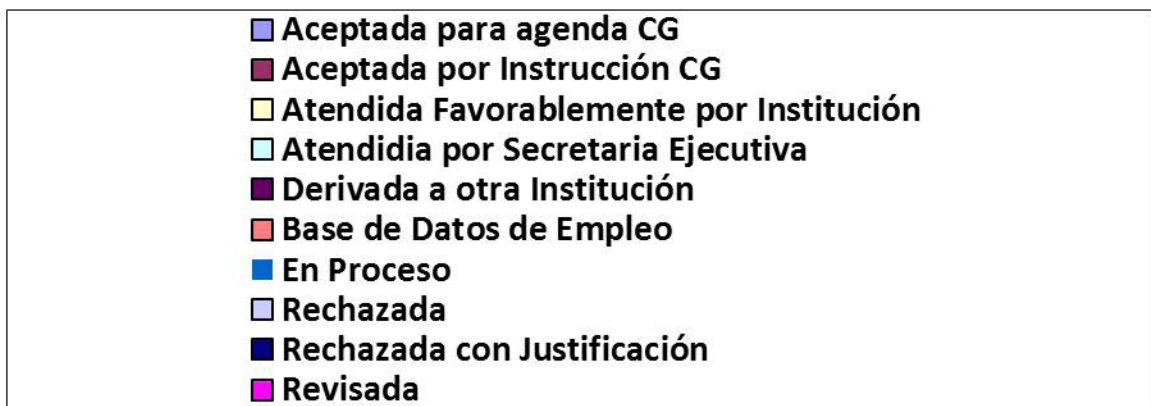 Aceptada para agenda CG
Aceptada por Instrucción CG
Atendida Favorablemente por Institución
Atendidia por Secretaria Ejecutiva
Derivada a otra Institución
Base de Datos de Empleo
En Proceso
Rechazada
Rechazada con Justificación
Revisada